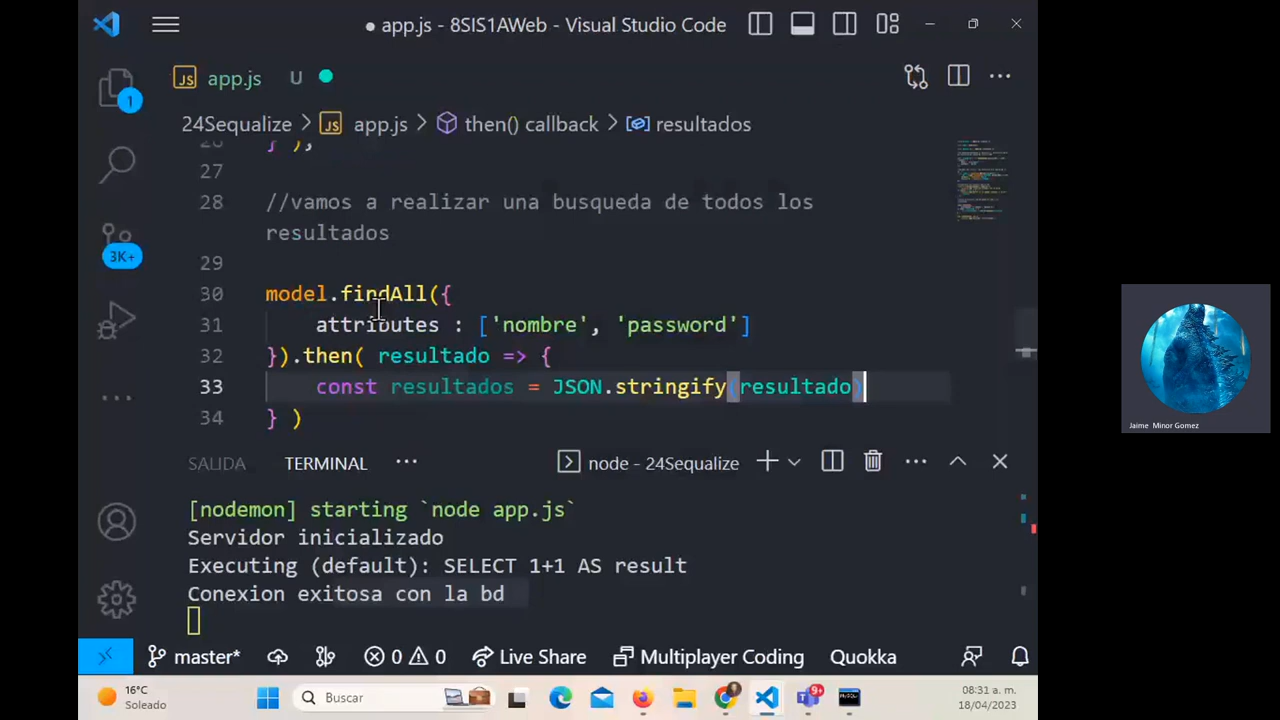 ● app.js - 8SIS1AWeb - Visual Studio Code
JS app.js U
1
24Sequalize > JS app.js > then() callback > resultados
26 } );
27
28 //vamos a realizar una busqueda de todos los
resultados
29
30 model.findAll({
31 attributes : ['nombre', 'password']
32 }).then( resultado => {
33 const resultados = JSON.stringify(resultado)
34 } )
3K+
SALIDA TERMINAL ··· node - 24Sequalize
[nodemon] starting `node app.js`
Servidor inicializado
Executing (default): SELECT 1+1 AS result
Conexion exitosa con la bd
master* 0 0 Live Share Multiplayer Coding Quokka
16°C
Soleado
Buscar
9+
08:31 a. m.
18/04/2023
Jaime Minor Gomez